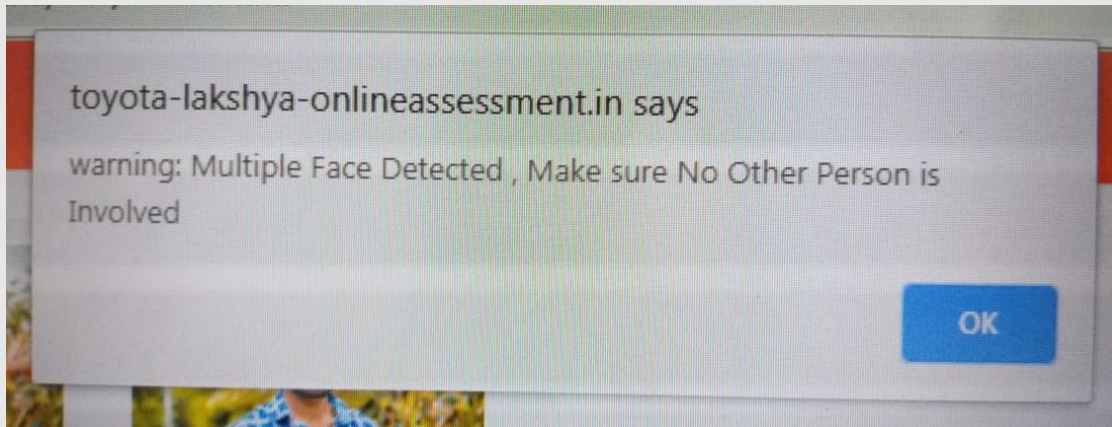 toyota-lakshya-onlineassessment.in says
warning: Multiple Face Detected , Make sure No Other Person is
Involved
OK